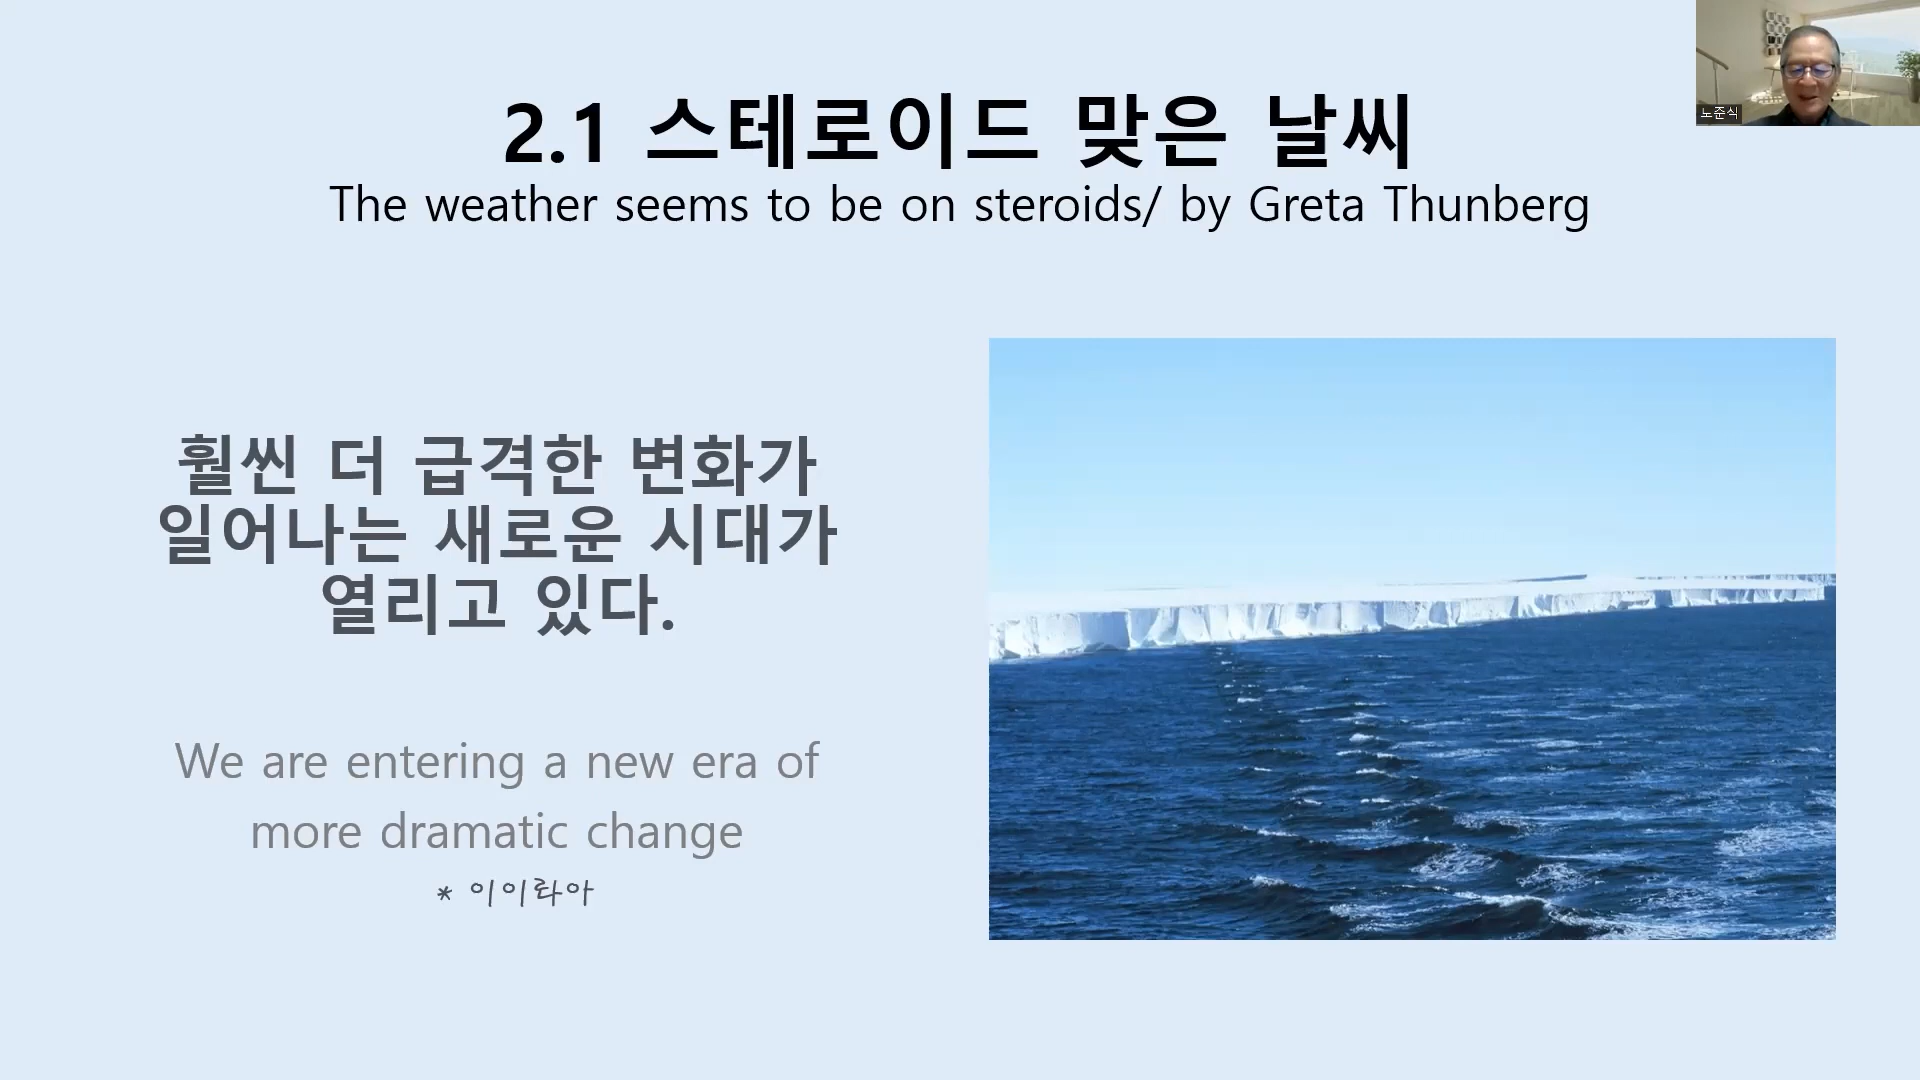 노준식
2.1 스테로이드 맞은 날씨
The weather seems to be on steroids/ by Greta Thunberg
훨씬 더 급격한 변화가
일어나는 새로운 시대가
열리고 있다.
We are entering a new era of
more dramatic change
* 이이롸아